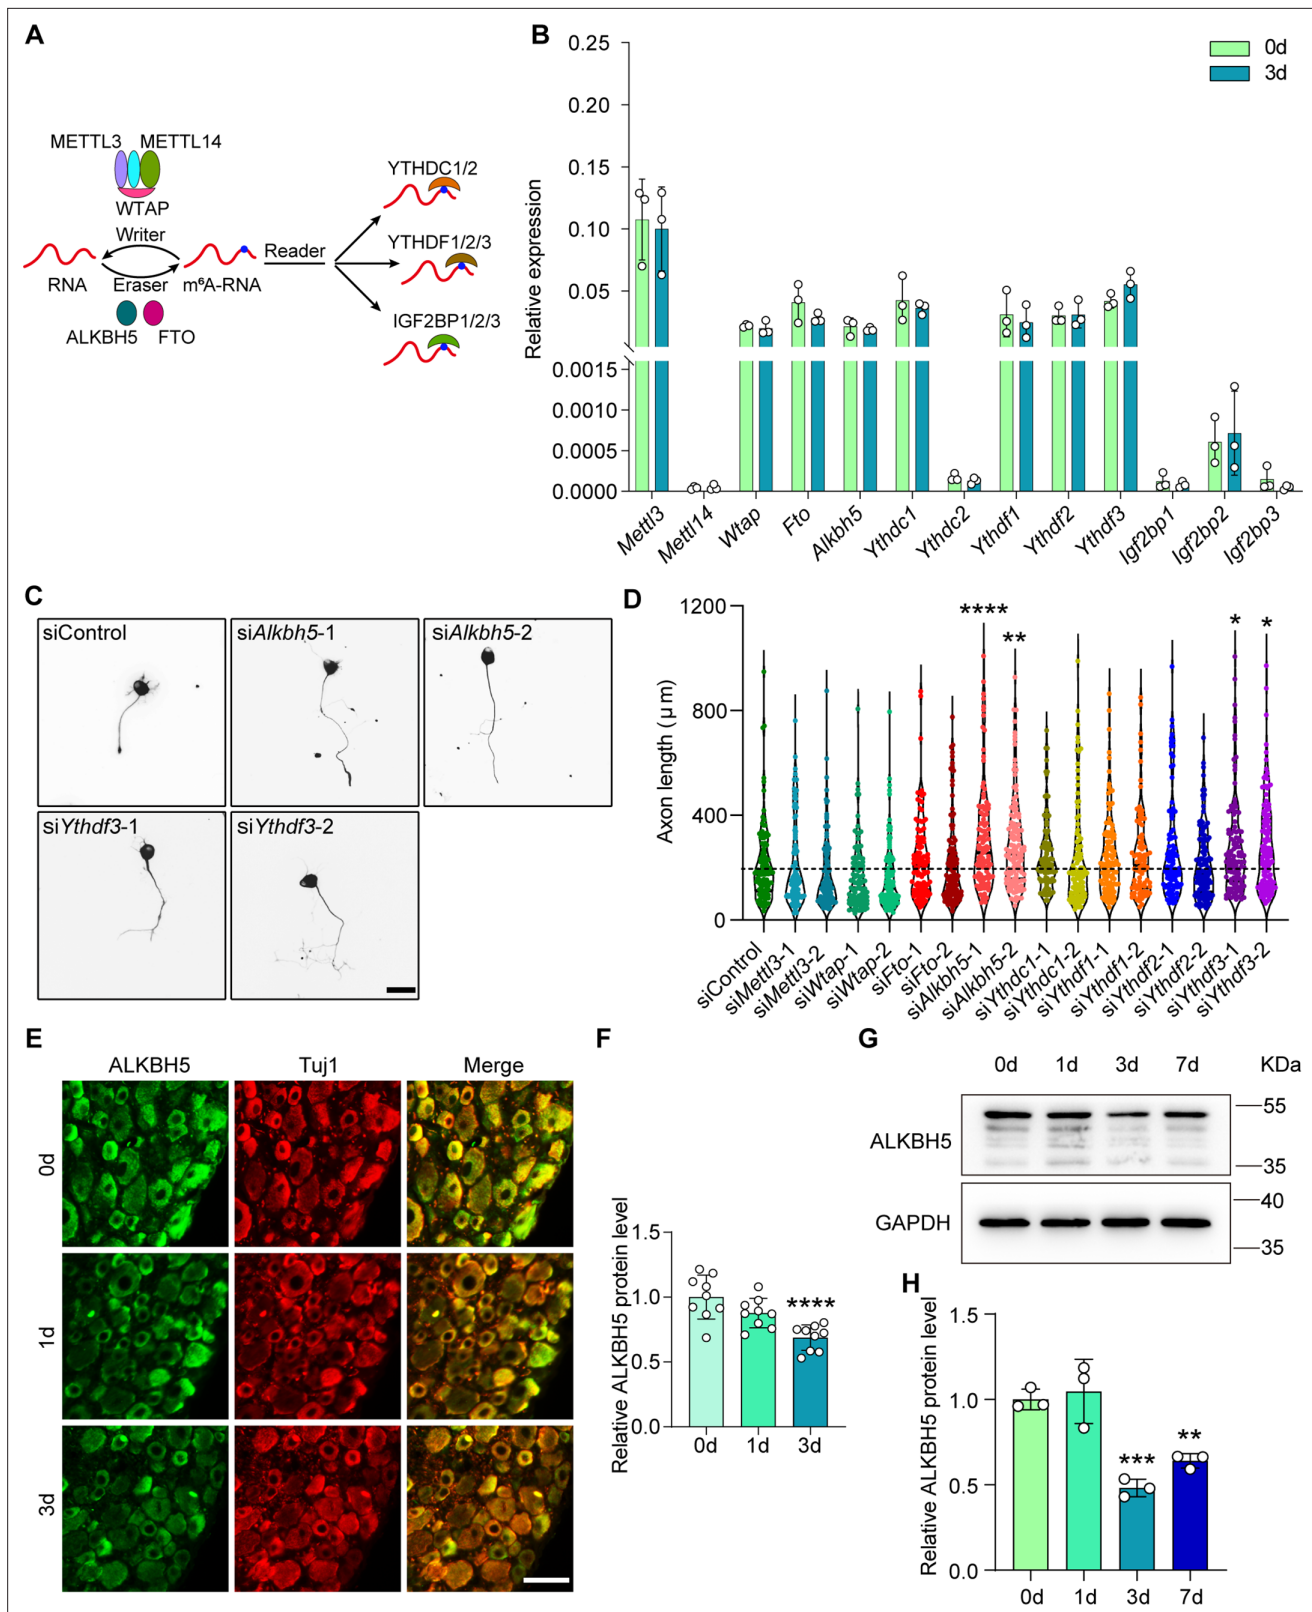 A
METTL3 METTL14
WTAP
Writer
RNA
Eraser
m⁶A-RNA
ALKBH5 FTO
Reader
YTHDC1/2
YTHDF1/2/3
IGF2BP1/2/3
B
Relative expression
0.25
0.20
0.15
0.10
0.05
0.0015
0.0010
0.0005
0.0000
0d
3d
Mettl3
Mettl14
Wtap
Fto
Alkbh5
Ythdc1
Ythdc2
Ythdf1
Ythdf2
Ythdf3
Igf2bp1
Igf2bp2
Igf2bp3
C
siControl
siAlkbh5-1
siAlkbh5-2
siYthdf3-1
siYthdf3-2
D
Axon length (μm)
1200
800
400
0
****
**
*
*
siControl
siMettl3-1
siMettl3-2
siWtap-1
siWtap-2
siFto-1
siFto-2
siAlkbh5-1
siAlkbh5-2
siYthdc1-1
siYthdc1-2
siYthdf1-1
siYthdf1-2
siYthdf2-1
siYthdf2-2
siYthdf3-1
siYthdf3-2
E
ALKBH5 Tuj1 Merge
0d
1d
3d
F
Relative ALKBH5 protein level
1.5
1.0
0.5
0.0
****
0d 1d 3d
G
0d 1d 3d 7d KDa
ALKBH5
55
35
GAPDH
40
35
H
Relative ALKBH5 protein level
1.5
1.0
0.5
0.0
***
**
0d 1d 3d 7d